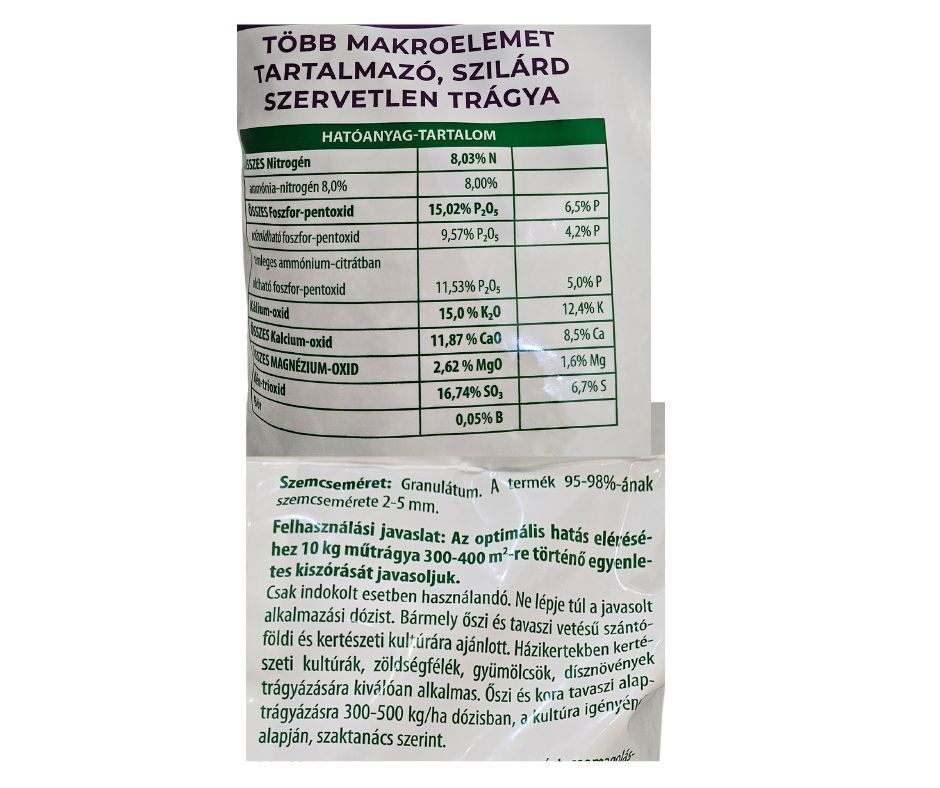 TÖBB MAKROELEMET
TARTALMAZÓ, SZILÁRD
SZERVETLEN TRÁGYA
HATÓANYAG-TARTALOM
ÖSSZES Nitrogén 8,03% N
ammónia-nitrogén 8,0% 8,00%
ÖSSZES Foszfor-pentoxid 15,02% P₂O₅ 6,5% P
vízoldható foszfor-pentoxid 9,57% P₂O₅ 4,2% P
ammónium-citrátban
foszfor-pentoxid 11,53% P₂O₅ 5,0% P
Kálium-oxid 15,0 % K₂O 12,4% K
ÖSSZES Kalcium-oxid 11,87 % CaO 8,5% Ca
ÖSSZES MAGNÉZIUM-OXID 2,62 % MgO 1,6% Mg
Kén-trioxid 16,74% SO₃ 6,7% S
Bór 0,05% B
Szemcseméret: Granulátum. A termék 95-98%-ának
szemcsemérete 2-5 mm.
Felhasználási javaslat: Az optimális hatás elérésé-
hez 10 kg műtrágya 300-400 m²-re történő egyenle-
tes kiszórását javasoljuk.
Csak indokolt esetben használandó. Ne lépje túl a javasolt
alkalmazási dózist. Bármely őszi és tavaszi vetésű szántó-
földi és kertészeti kultúrára ajánlott. Házikertekben kerté-
szeti kultúrák, zöldségfélék, gyümölcsök, dísznövények
trágyázására kiválóan alkalmas. Őszi és kora tavaszi alap-
trágyázásra 300-500 kg/ha dózisban, a kultúra igényén
alapján, szaktanács szerint.